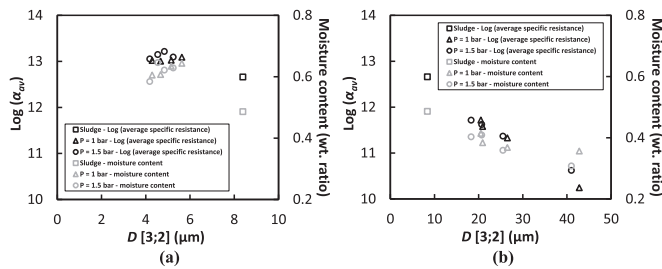 14
13
12
11
10
Log (αav)
0.8
0.6
0.4
0.2
Moisture content (wt. ratio)
Sludge - Log (average specific resistance)
P = 1 bar - Log (average specific resistance)
P = 1.5 bar - Log (average specific resistance)
Sludge - moisture content
P = 1 bar - moisture content
P = 1.5 bar - moisture content
0 2 4 6 8 10
D [3;2] (μm)
(a)
14
13
12
11
10
Log (αav)
0.8
0.6
0.4
0.2
Moisture content (wt. ratio)
Sludge - Log (average specific resistance)
P = 1 bar - Log (average specific resistance)
P = 1.5 bar - Log (average specific resistance)
Sludge - moisture content
P = 1 bar - moisture content
P = 1.5 bar - moisture content
0 10 20 30 40 50
D [3;2] (μm)
(b)